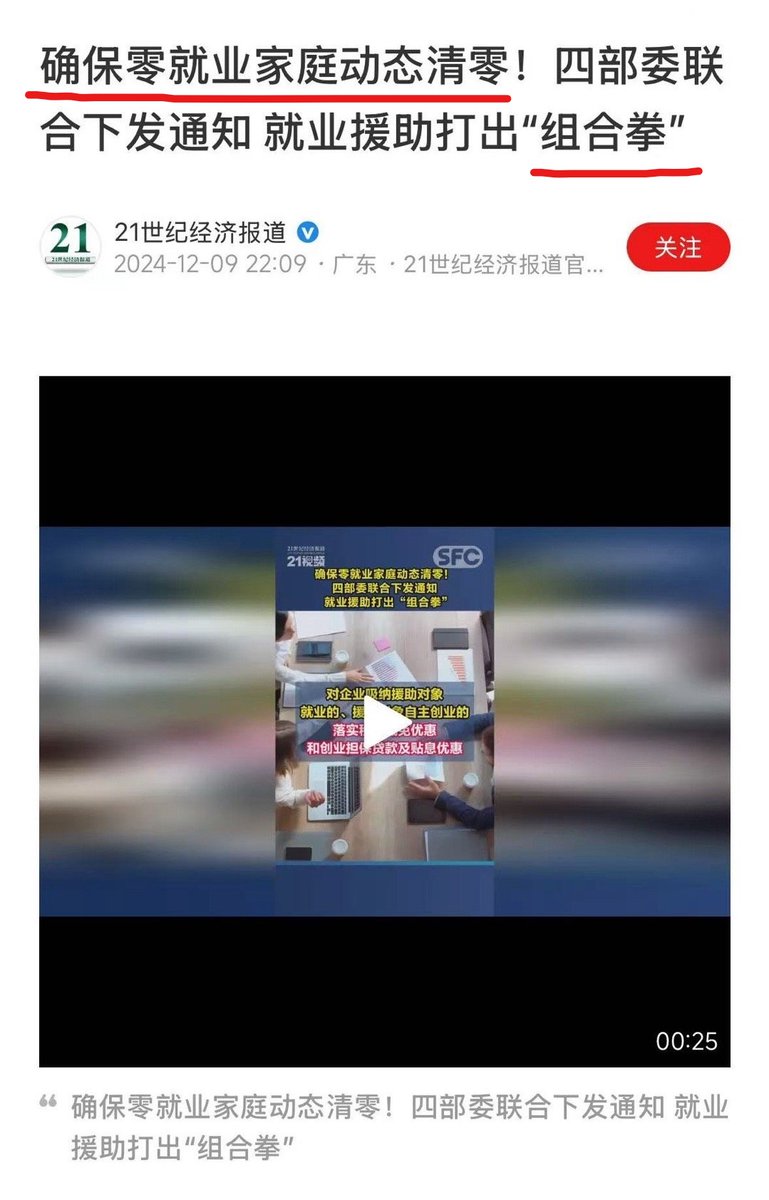 确保零就业家庭动态清零！四部委联
合下发通知 就业援助打出“组合拳”
21
21世纪经济报道
21世纪经济报道
2024-12-09 22:09 · 广东 · 21世纪经济报道官...
关注
21世纪经济报道
21视频
SFC
确保零就业家庭动态清零！
四部委联合下发通知
就业援助打出“组合拳”
对企业吸纳援助对象
就业的、援 象自主创业的
落实 优惠
和创业担保贷款及贴息优惠
00:25
“ 确保零就业家庭动态清零！四部委联合下发通知 就业
援助打出“组合拳”